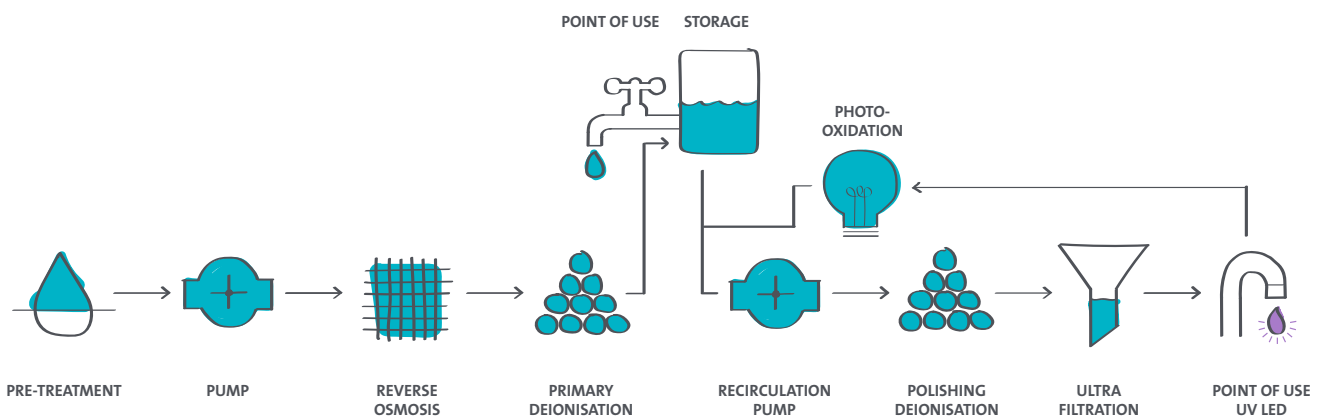 POINT OF USE
STORAGE
PHOTO-
OXIDATION
PRE-TREATMENT
PUMP
REVERSE
OSMOSIS
PRIMARY
DEIONISATION
RECIRCULATION
PUMP
POLISHING
DEIONISATION
ULTRA
FILTRATION
POINT OF USE
UV LED